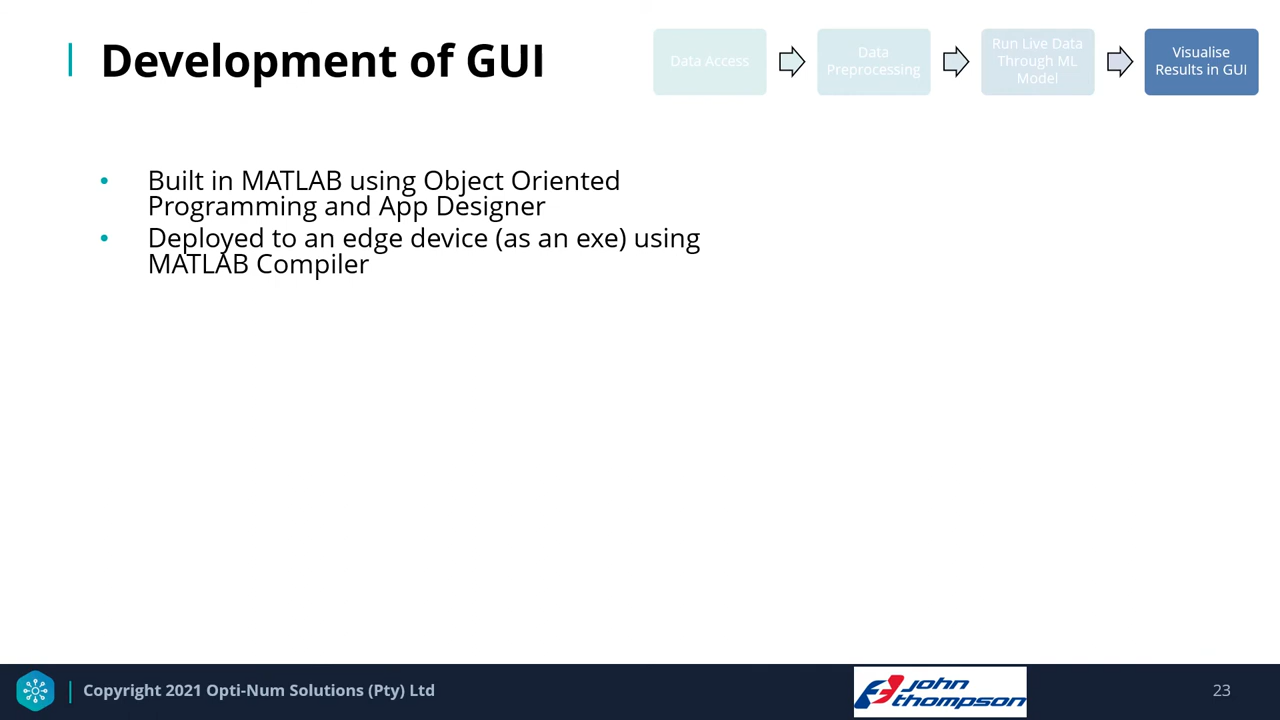 Development of GUI
Data Access
Data
Preprocessing
Run Live Data
Through ML
Model
Visualise
Results in GUI
• Built in MATLAB using Object Oriented
Programming and App Designer
• Deployed to an edge device (as an exe) using
MATLAB Compiler
Copyright 2021 Opti-Num Solutions (Pty) Ltd
john
thompson
23